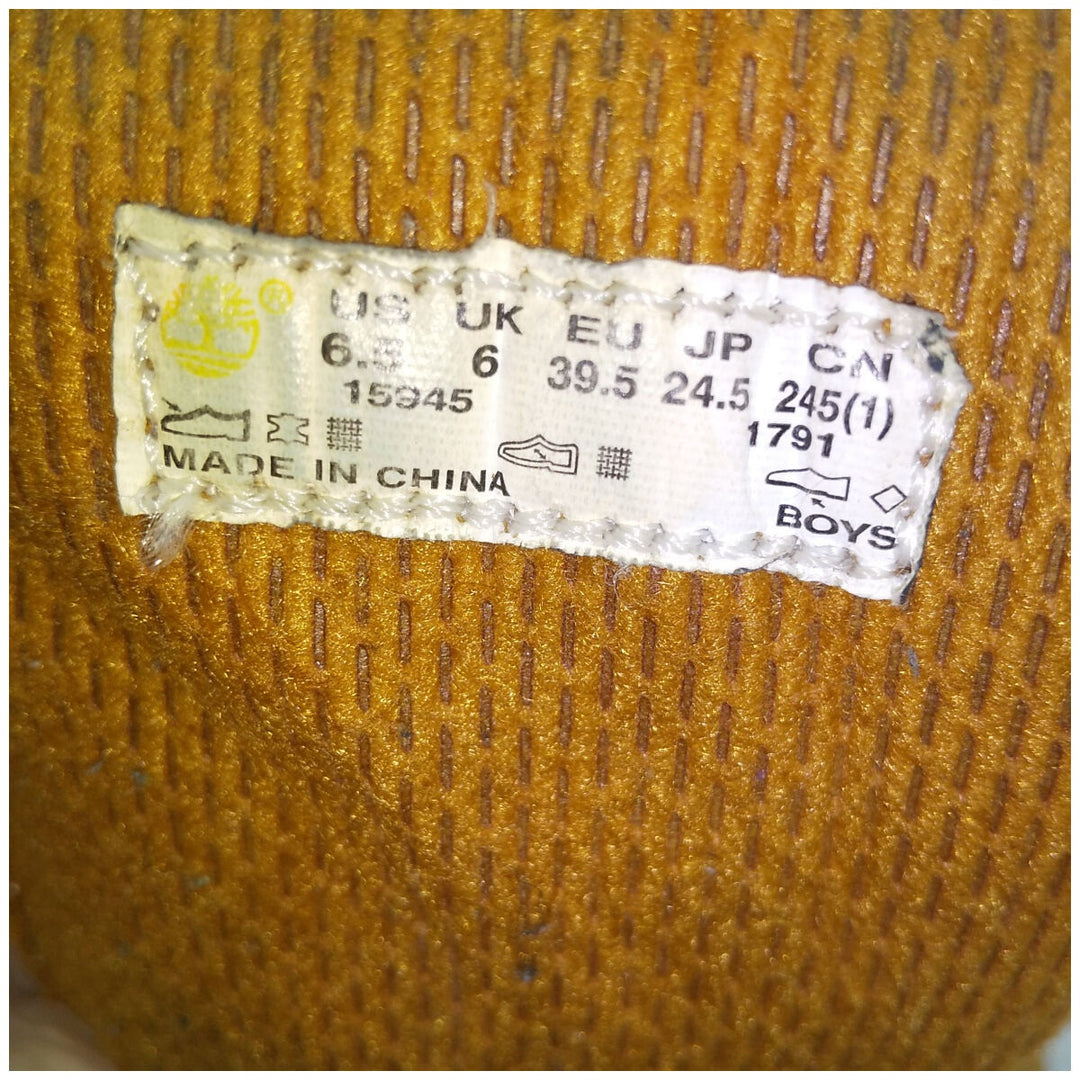 ® US UK EU JP CN
6.5 6 39.5 24.5 245(1)
15945 1791
MADE IN CHINA
BOYS